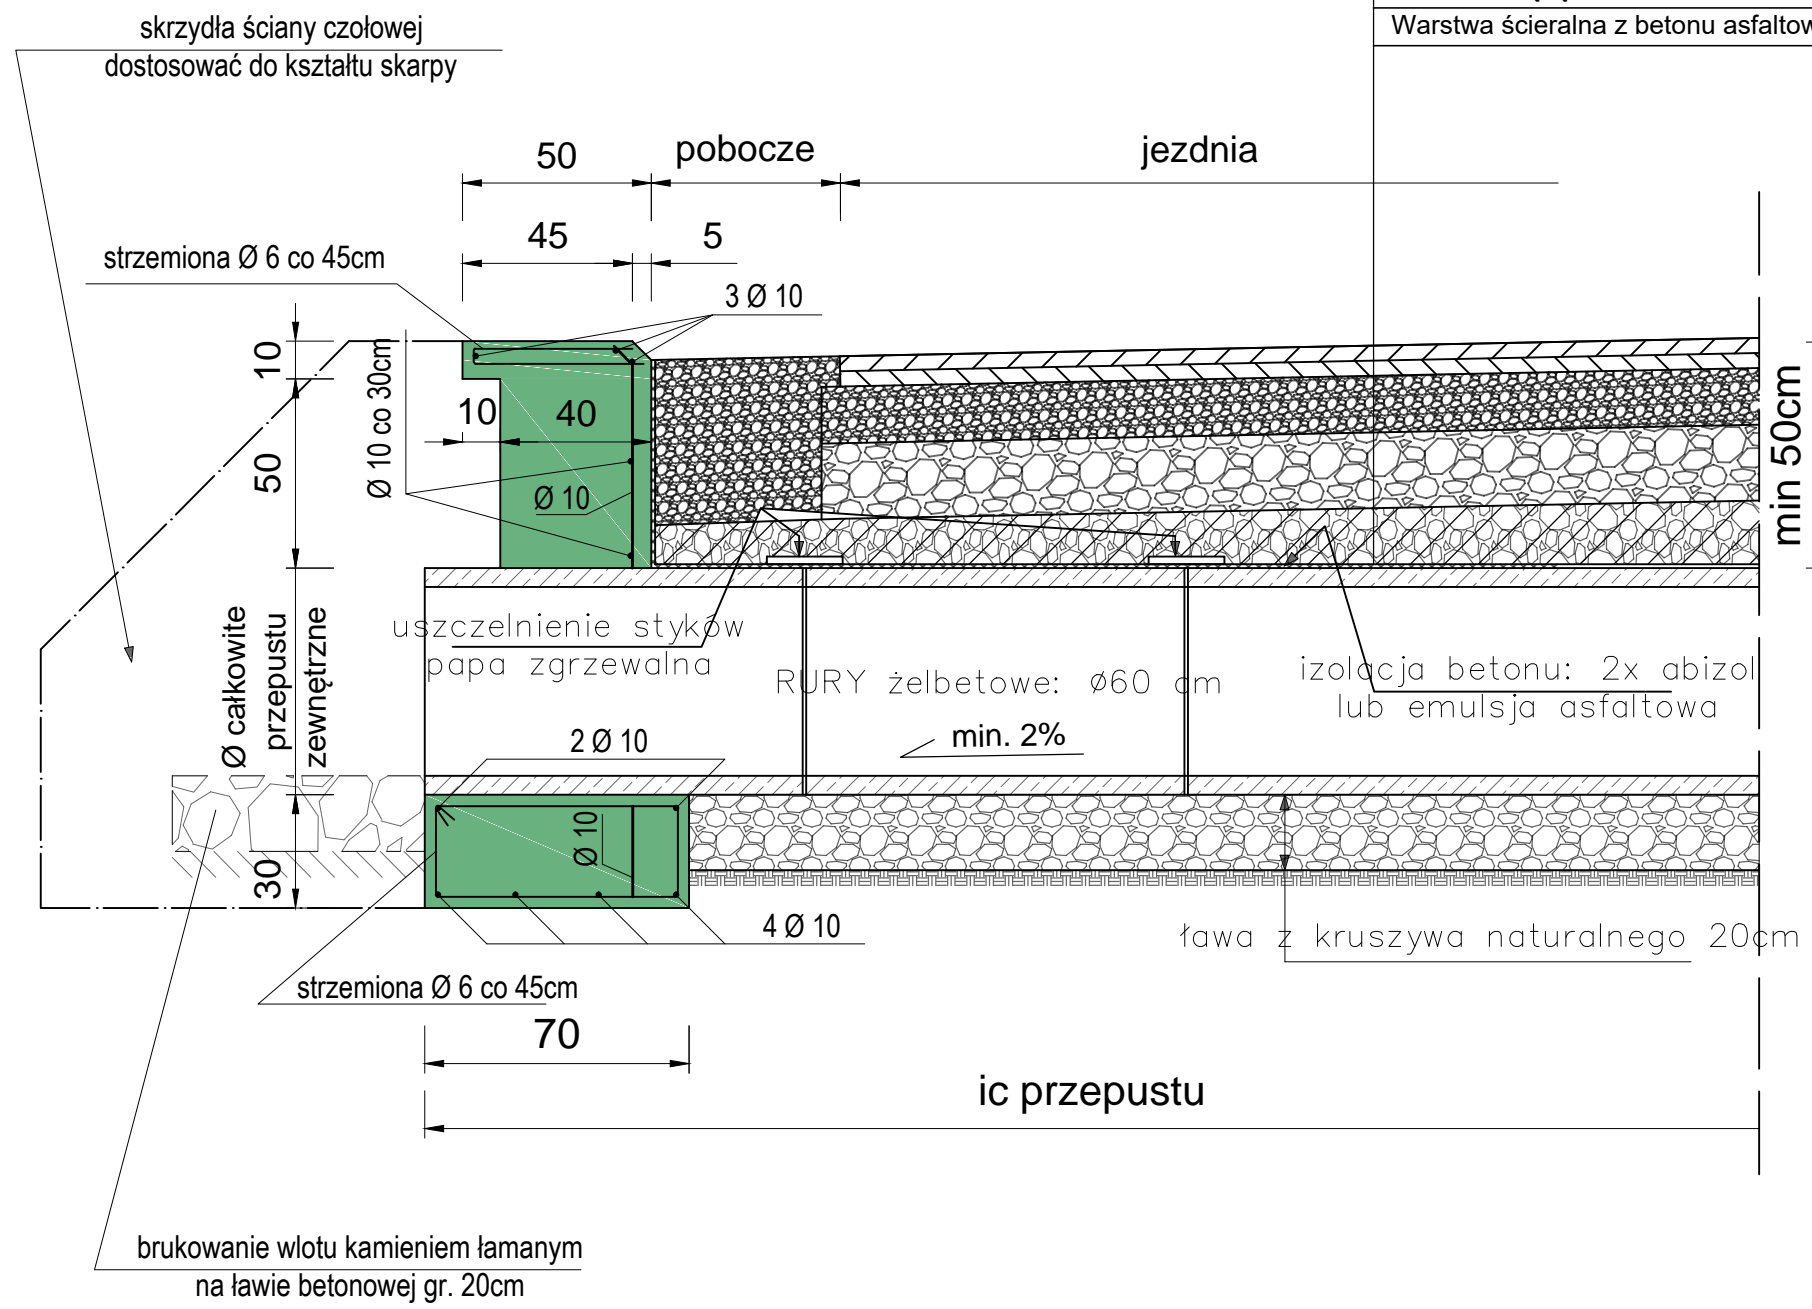 Warstwa ścieralna z betonu asfaltow
skrzydła ściany czołowej
dostosować do kształtu skarpy
50
pobocze
jezdnia
45
5
strzemiona Ø 6 co 45cm
3 Ø 10
10
50
Ø 10 co 30cm
10
40
Ø 10
min 50cm
Ø całkowite
przepustu
zewnętrzne
uszczelnienie styków
papa zgrzewalna
RURY żelbetowe: ø60 cm
izolacja betonu: 2x abizol
lub emulsja asfaltowa
min. 2%
2 Ø 10
Ø 10
30
4 Ø 10
ława z kruszywa naturalnego 20cm
strzemiona Ø 6 co 45cm
70
ic przepustu
brukowanie wlotu kamieniem łamanym
na ławie betonowej gr. 20cm